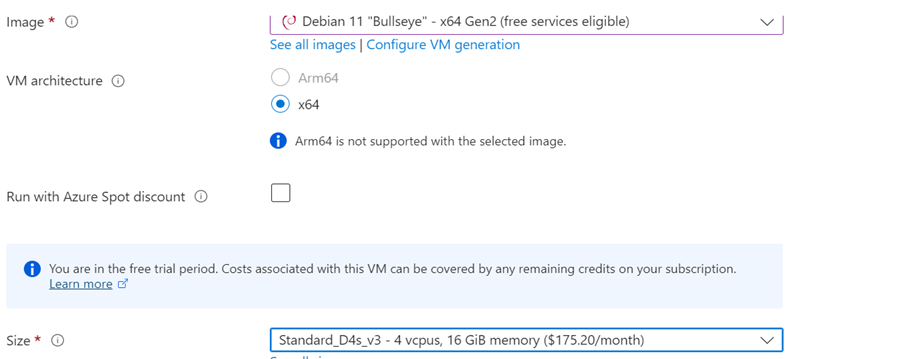 Image *
Debian 11 "Bullseye" - x64 Gen2 (free services eligible)
See all images | Configure VM generation
VM architecture
Arm64
x64
Arm64 is not supported with the selected image.
Run with Azure Spot discount
You are in the free trial period. Costs associated with this VM can be covered by any remaining credits on your subscription.
Learn more
Size *
Standard_D4s_v3 - 4 vcpus, 16 GiB memory ($175.20/month)